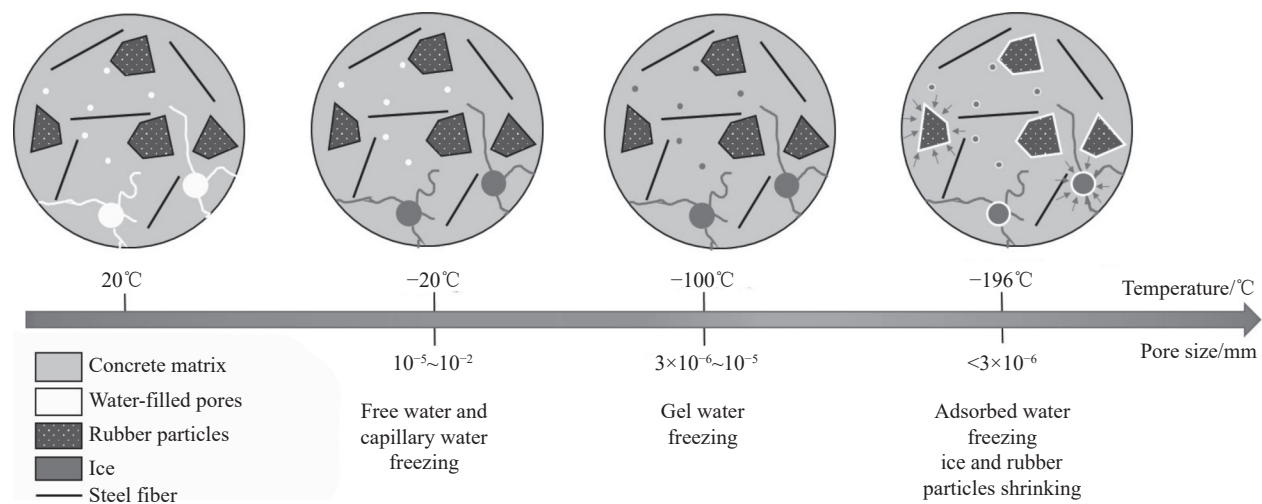 20℃
−20℃
−100℃
−196℃
Temperature/℃
10⁻⁵~10⁻²
3×10⁻⁶~10⁻⁵
<3×10⁻⁶
Pore size/mm
Concrete matrix
Water-filled pores
Rubber particles
Ice
Steel fiber
Free water and
capillary water
freezing
Gel water
freezing
Adsorbed water
freezing
ice and rubber
particles shrinking